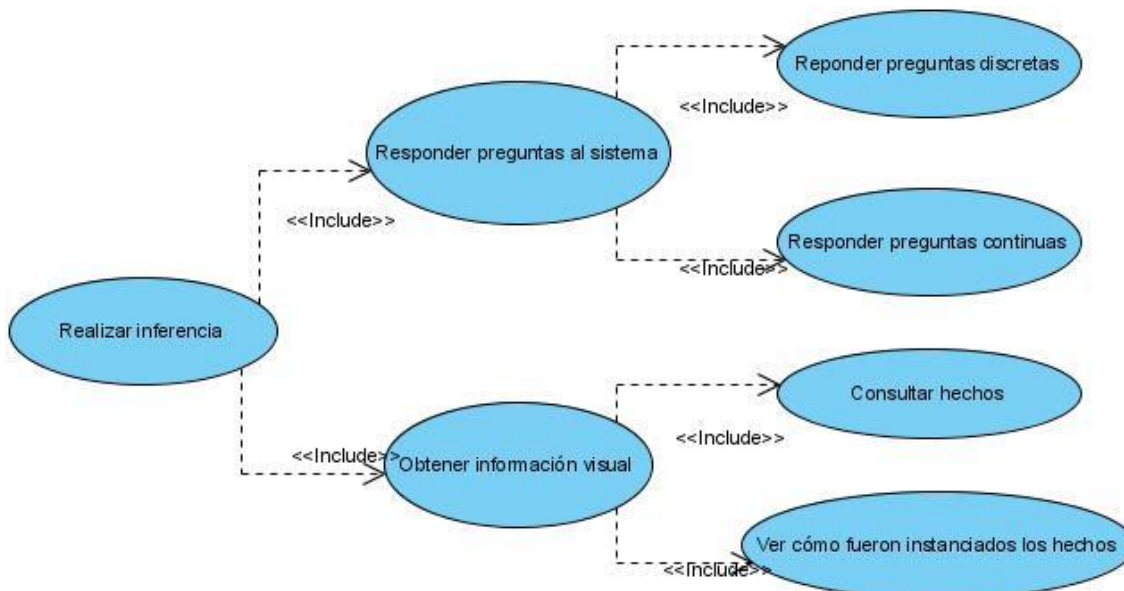 Reponder preguntas discretas
<<Include>>
Responder preguntas al sistema
<<Include>>
Responder preguntas continuas
<<Include>>
Realizar inferencia
Consultar hechos
<<Include>>
<<Include>>
Obtener información visual
Ver cómo fueron instanciados los hechos
<<Include>>